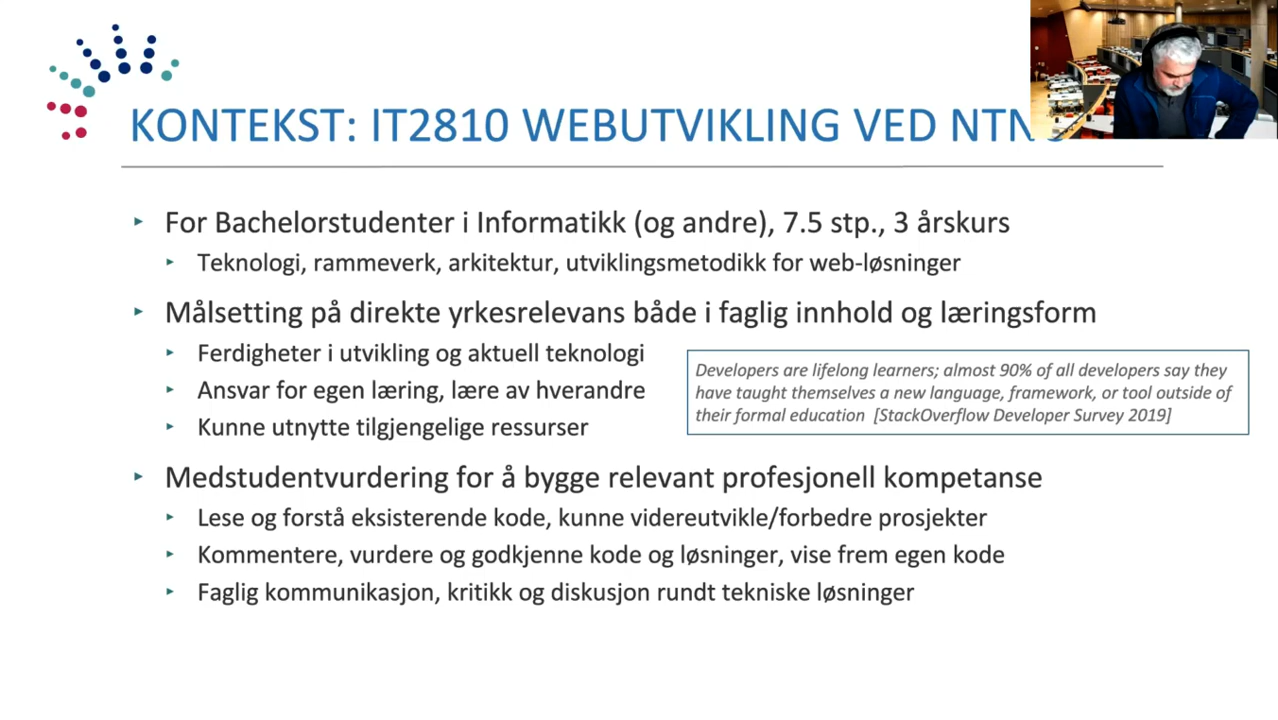 KONTEKST: IT2810 WEBUTVIKLING VED
For Bachelorstudenter i Informatikk (og andre), 7.5 stp., 3 årskurs
Teknologi, rammeverk, arkitektur, utviklingsmetodikk for web-løsninger
Målsetting på direkte yrkesrelevans både i faglig innhold og læringsform
Ferdigheter i utvikling og aktuell teknologi
Ansvar for egen læring, lære av hverandre
Kunne utnytte tilgjengelige ressurser
Developers are lifelong learners; almost 90% of all developers say they
have taught themselves a new language, framework, or tool outside of
their formal education [StackOverflow Developer Survey 2019]
Medstudentvurdering for å bygge relevant profesjonell kompetanse
Lese og forstå eksisterende kode, kunne videreutvikle/forbedre prosjekter
Kommentere, vurdere og godkjenne kode og løsninger, vise frem egen kode
Faglig kommunikasjon, kritikk og diskusjon rundt tekniske løsninger